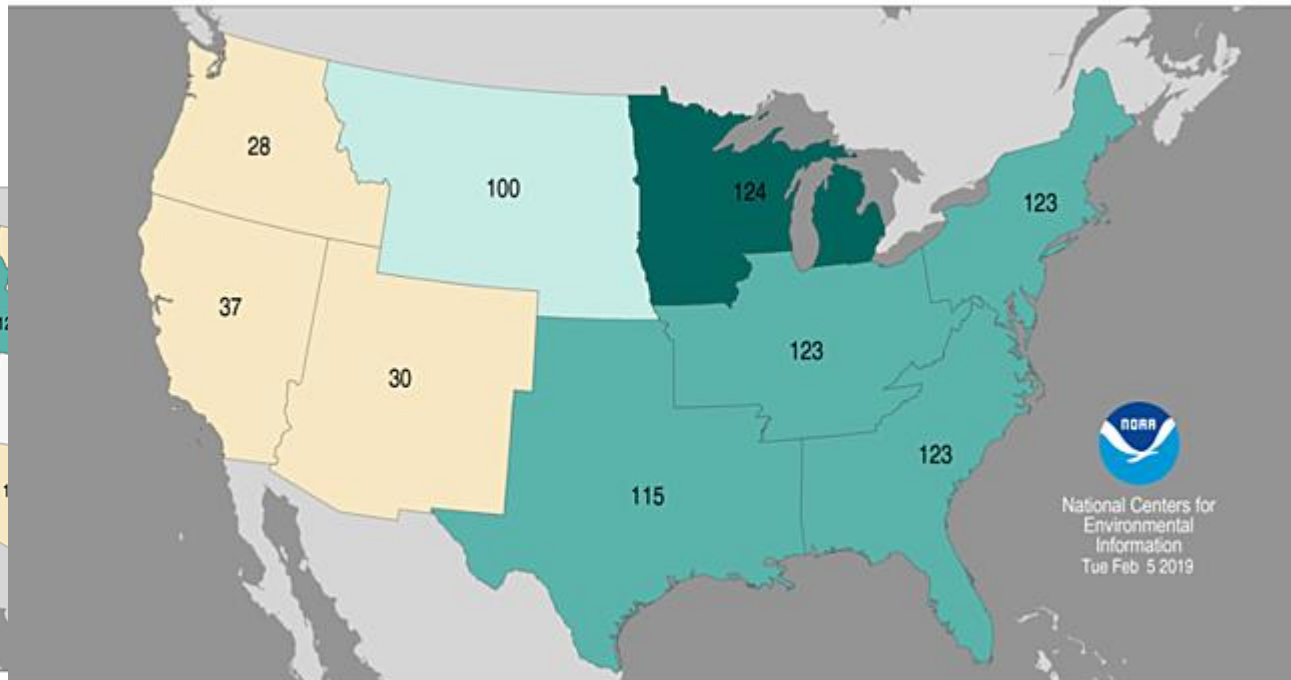 28
100
124
123
37
30
123
123
115
NOAA
National Centers for
Environmental
Information
Tue Feb 5 2019